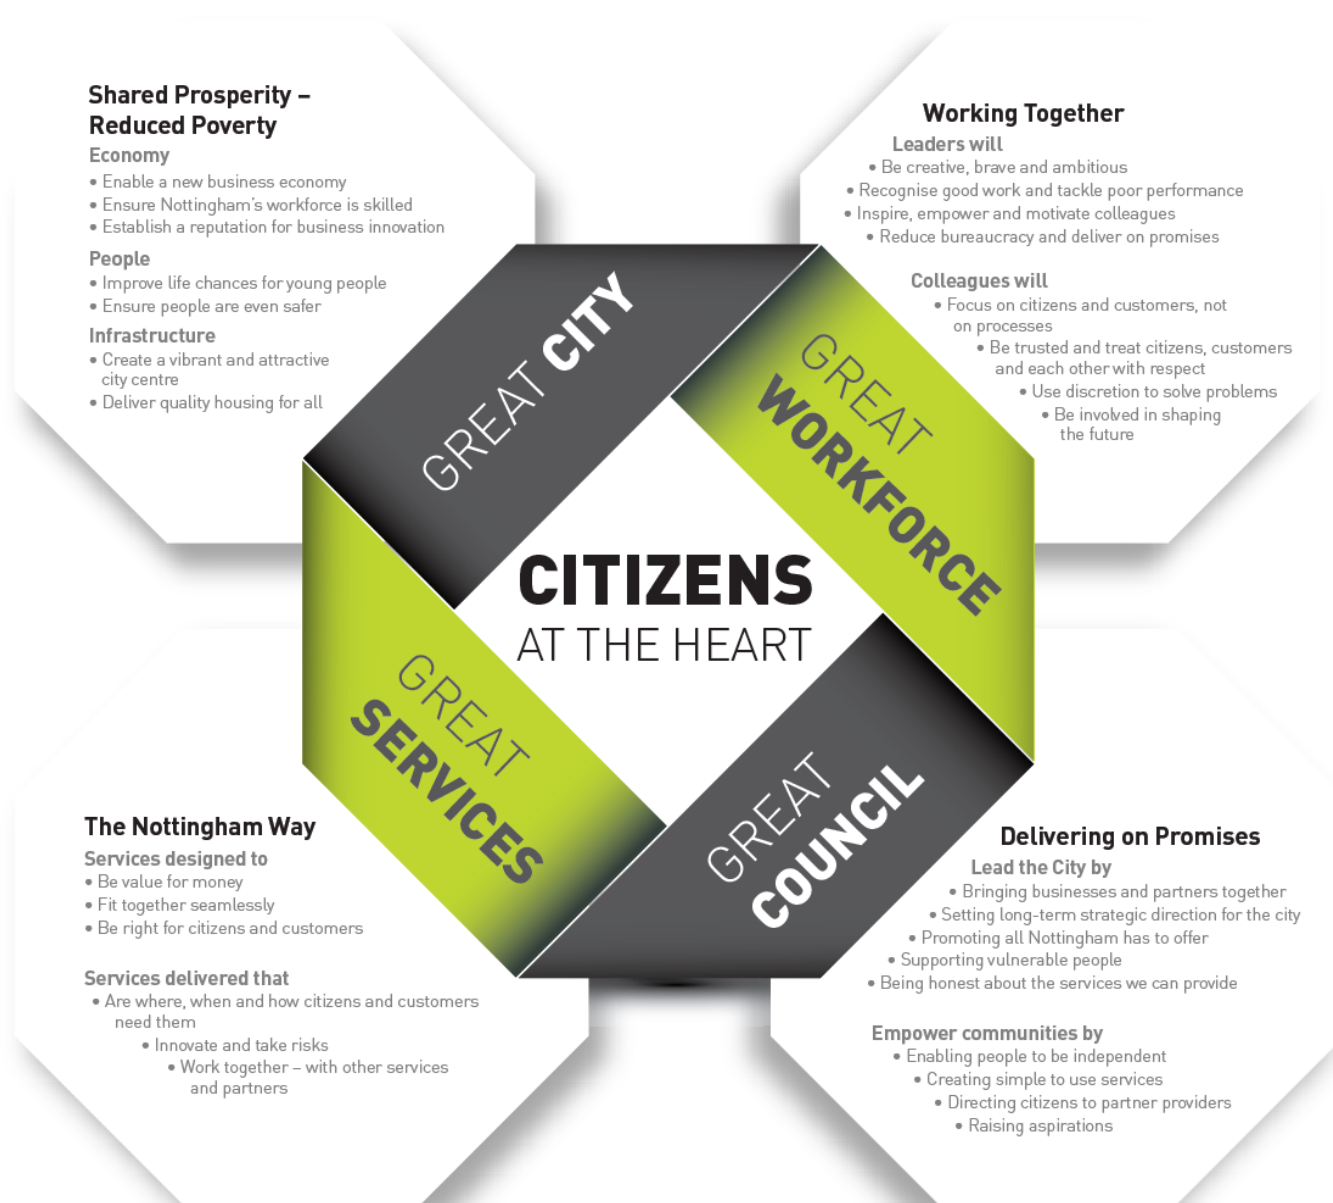 Shared Prosperity –
Reduced Poverty
Economy
• Enable a new business economy
• Ensure Nottingham's workforce is skilled
• Establish a reputation for business innovation
People
• Improve life chances for young people
• Ensure people are even safer
Infrastructure
• Create a vibrant and attractive
city centre
• Deliver quality housing for all
Working Together
Leaders will
• Be creative, brave and ambitious
• Recognise good work and tackle poor performance
• Inspire, empower and motivate colleagues
• Reduce bureaucracy and deliver on promises
Colleagues will
• Focus on citizens and customers, not
on processes
• Be trusted and treat citizens, customers
and each other with respect
• Use discretion to solve problems
• Be involved in shaping
the future
GREAT CITY
GREAT
WORKFORCE
CITIZENS
AT THE HEART
GREAT
SERVICES
GREAT
COUNCIL
The Nottingham Way
Services designed to
• Be value for money
• Fit together seamlessly
• Be right for citizens and customers
Services delivered that
• Are where, when and how citizens and customers
need them
• Innovate and take risks
• Work together – with other services
and partners
Delivering on Promises
Lead the City by
• Bringing businesses and partners together
• Setting long-term strategic direction for the city
• Promoting all Nottingham has to offer
• Supporting vulnerable people
• Being honest about the services we can provide
Empower communities by
• Enabling people to be independent
• Creating simple to use services
• Directing citizens to partner providers
• Raising aspirations